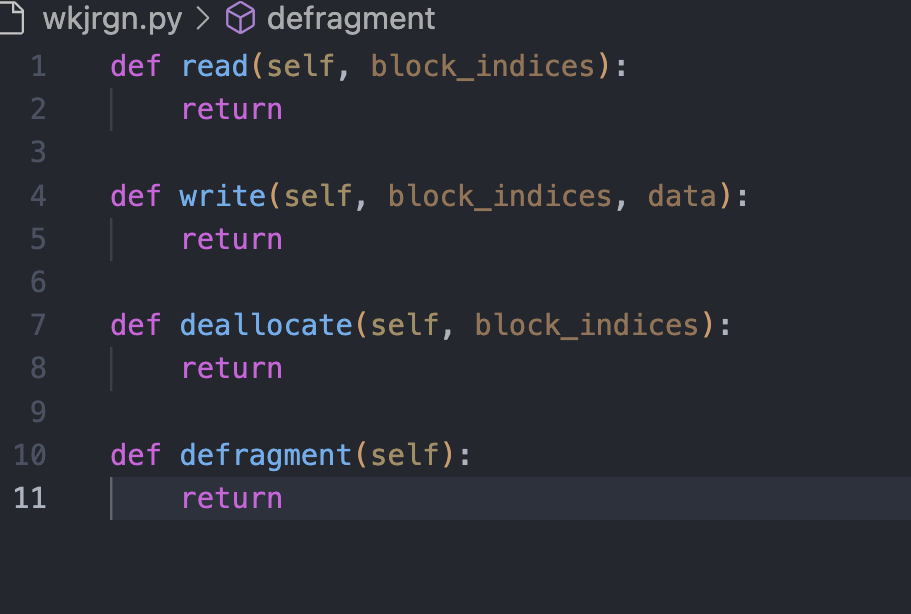 wkjrgn.py > defragment
1 def read(self, block_indices):
2     return
3
4 def write(self, block_indices, data):
5     return
6
7 def deallocate(self, block_indices):
8     return
9
10 def defragment(self):
11     return